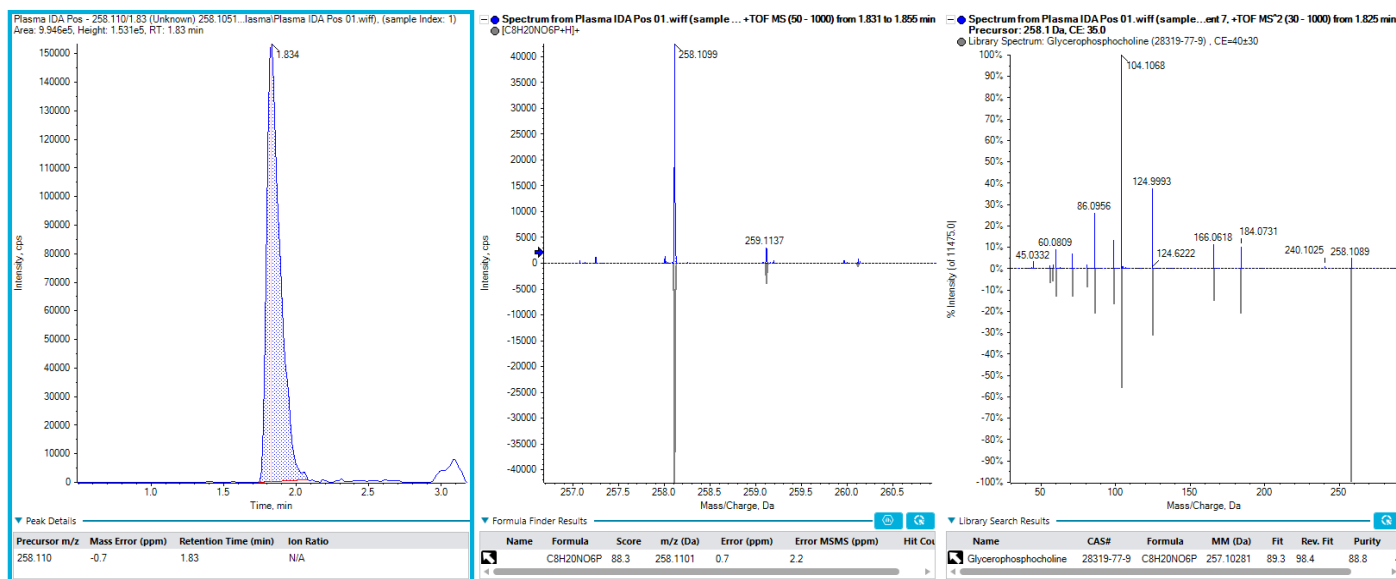 Plasma IDA Pos - 258.110/1.83 (Unknown) 258.1051...lasma\Plasma IDA Pos 01.wiff), (sample Index: 1)
Area: 9.946e5, Height: 1.531e5, RT: 1.83 min
1.834
150000
140000
130000
120000
110000
100000
90000
80000
70000
60000
50000
40000
30000
20000
10000
0
Intensity, cps
1.0 1.5 2.0 2.5 3.0
Time, min
Peak Details
Precursor m/z Mass Error (ppm) Retention Time (min) Ion Ratio
258.110 -0.7 1.83 N/A
Spectrum from Plasma IDA Pos 01.wiff (sample ... +TOF MS (50 - 1000) from 1.831 to 1.855 min
[C8H20NO6P+H]+
258.1099
259.1137
40000
35000
30000
25000
20000
15000
10000
5000
0
-5000
-10000
-15000
-20000
-25000
-30000
-35000
-40000
Intensity, cps
257.0 257.5 258.0 258.5 259.0 259.5 260.0 260.5
Mass/Charge, Da
Formula Finder Results
Name Formula Score m/z (Da) Error (ppm) Error MSMS (ppm) Hit Cou
C8H20NO6P 88.3 258.1101 0.7 2.2
Spectrum from Plasma IDA Pos 01.wiff (sample...ent 7, +TOF MS^2 (30 - 1000) from 1.825 min
Precursor: 258.1 Da, CE: 35.0
Library Spectrum: Glycerophosphocholine (28319-77-9) , CE=40±30
104.1068
124.9993
86.0956
60.0809
45.0332
124.6222
166.0618
184.0731
240.1025
258.1089
100%
90%
80%
70%
60%
50%
40%
30%
20%
10%
0%
-10%
-20%
-30%
-40%
-50%
-60%
-70%
-80%
-90%
-100%
% Intensity (of 11475.0)
50 100 150 200 250
Mass/Charge, Da
Library Search Results
Name CAS# Formula MM (Da) Fit Rev. Fit Purity
Glycerophosphocholine 28319-77-9 C8H20NO6P 257.10281 89.3 98.4 88.8